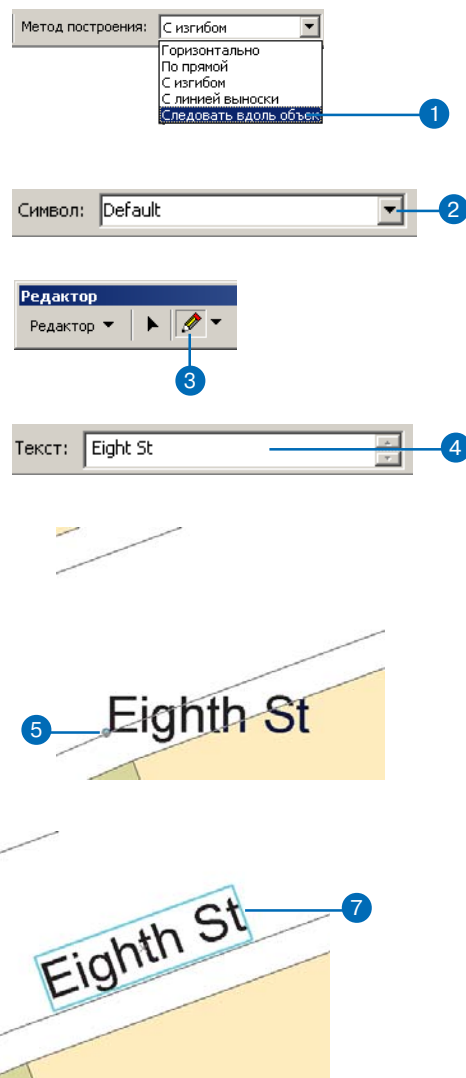 Метод построения: С изгибом
Горизонтально
По прямой
С изгибом
С линией выноски
Следовать вдоль объек
1
Символ: Default
2
Редактор
Редактор
3
Текст: Eight St
4
Eighth St
5
Eighth St
7